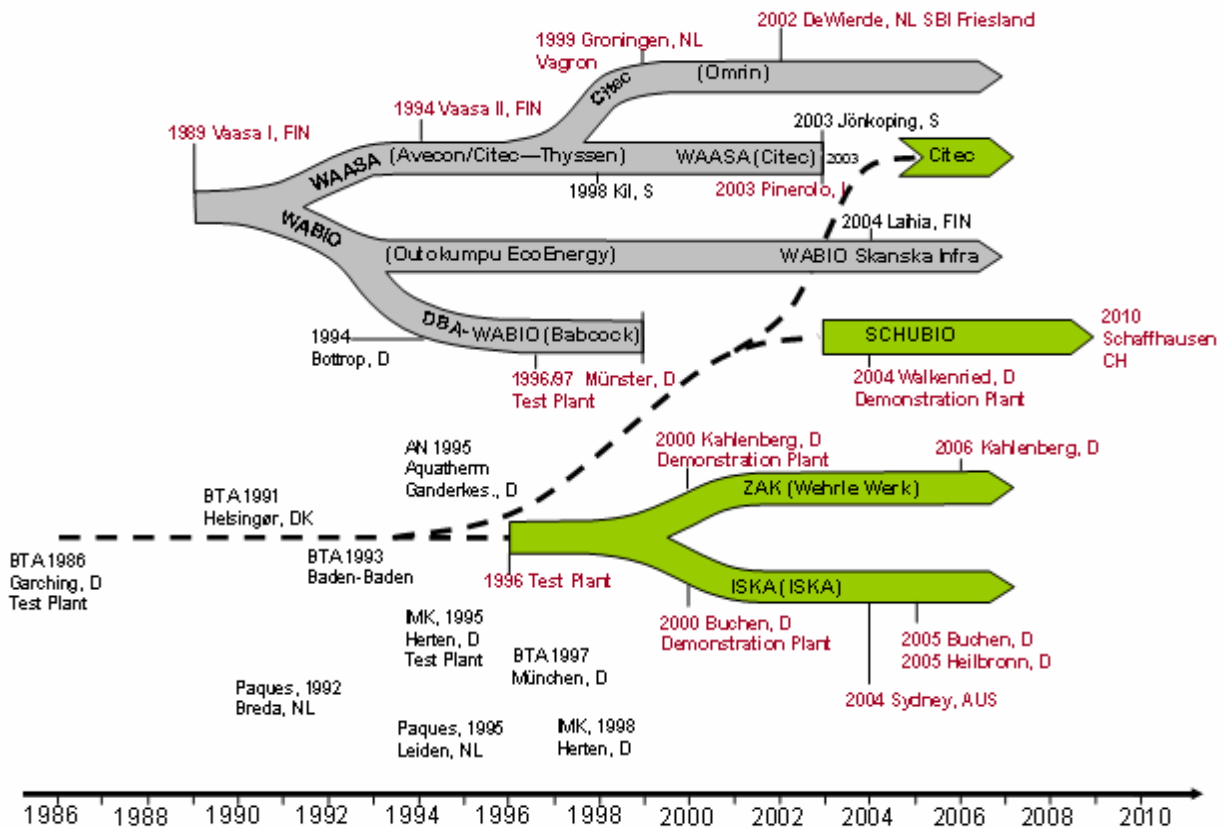 2002 DeWierde, NL SBI Friesland
1999 Groningen, NL
Vagron
Citec
(Omrin)
1994 Vaasa II, FIN
1989 Vaasa I, FIN
2003 Jönkoping, S
WAASA
(Avecon/Citec—Thyssen)
WAASA (Citec)
2003
Citec
1998 Kil, S
2003 Pinerolo, I
WABIO
2004 Laihia, FIN
(Outokumpu EcoEnergy)
WABIO Skanska Infra
DBA-WABIO (Babcock)
1994
Bottrop, D
SCHUBIO
2010
Schaffhausen
CH
1996/97 Münster, D
Test Plant
2004 Walkenried, D
Demonstration Plant
AN 1995
Aquatherm
Ganderkes., D
2000 Kahlenberg, D
Demonstration Plant
2006 Kahlenberg, D
ZAK (Wehrle Werk)
BTA 1991
Helsingør, DK
BTA 1986
Garching, D
Test Plant
BTA 1993
Baden-Baden
1996 Test Plant
ISKA (ISKA)
IMK, 1995
Herten, D
Test Plant
2000 Buchen, D
Demonstration Plant
2005 Buchen, D
2005 Heilbronn, D
BTA 1997
München, D
2004 Sydney, AUS
Paques, 1992
Breda, NL
Paques, 1995
Leiden, NL
IMK, 1998
Herten, D
1986 1988 1990 1992 1994 1996 1998 2000 2002 2004 2006 2008 2010